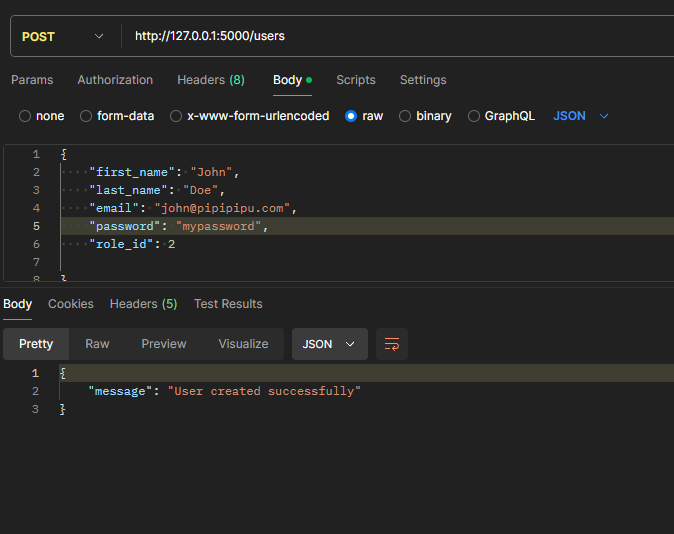 POST http://127.0.0.1:5000/users
Params Authorization Headers (8) Body Scripts Settings
none form-data x-www-form-urlencoded raw binary GraphQL JSON
1 {
2 "first_name": "John",
3 "last_name": "Doe",
4 "email": "john@pipipipu.com",
5 "password": "mypassword",
6 "role_id": 2
7
8 }
Body Cookies Headers (5) Test Results
Pretty Raw Preview Visualize JSON
1 {
2 "message": "User created successfully"
3 }